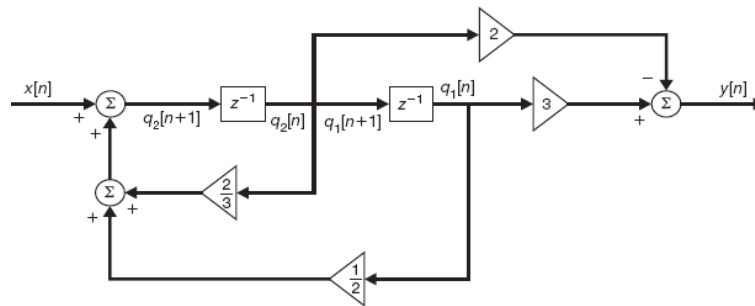 2
x[n]
Σ
z⁻¹
z⁻¹
q₁[n]
3
−
Σ
y[n]
+
+
q₂[n+1]
q₂[n]
q₁[n+1]
+
Σ
2/3
+
+
1/2